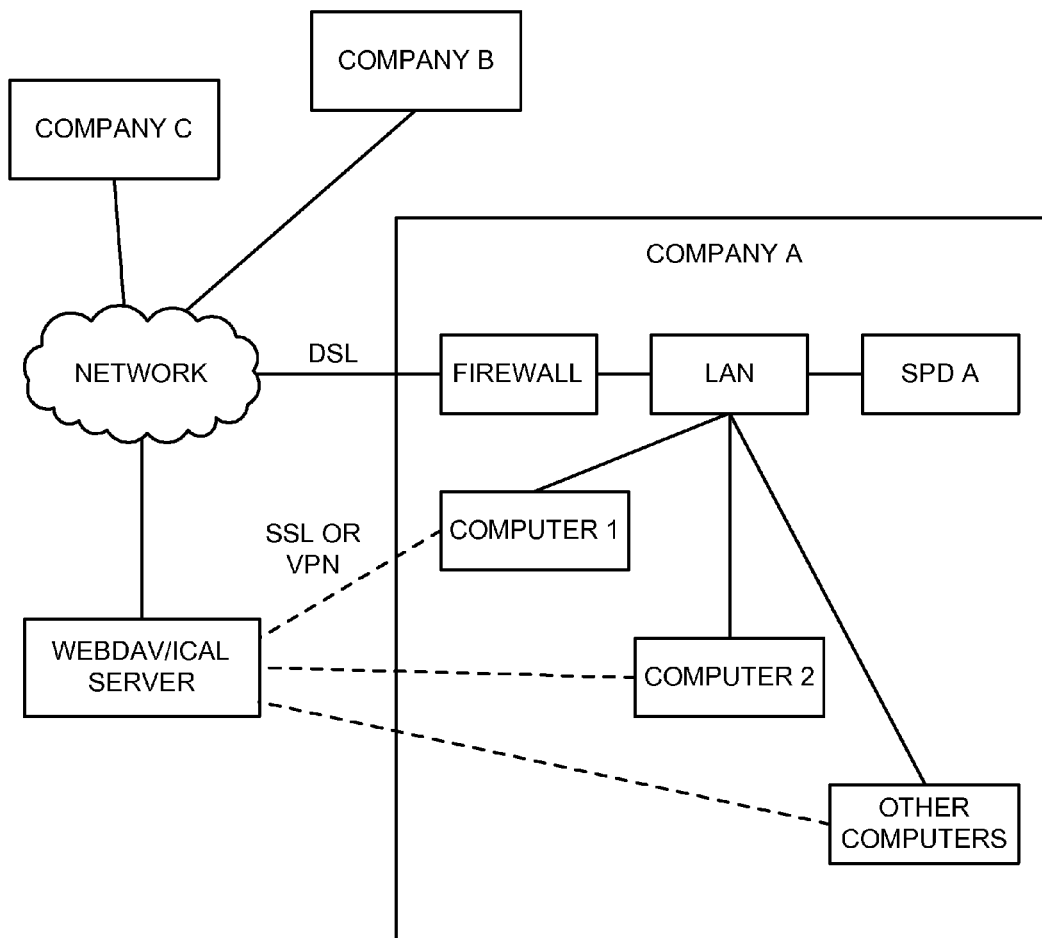 COMPANY B
COMPANY C
COMPANY A
NETWORK
DSL
FIREWALL
LAN
SPD A
COMPUTER 1
SSL OR
VPN
WEBDAV/ICAL
SERVER
COMPUTER 2
OTHER
COMPUTERS